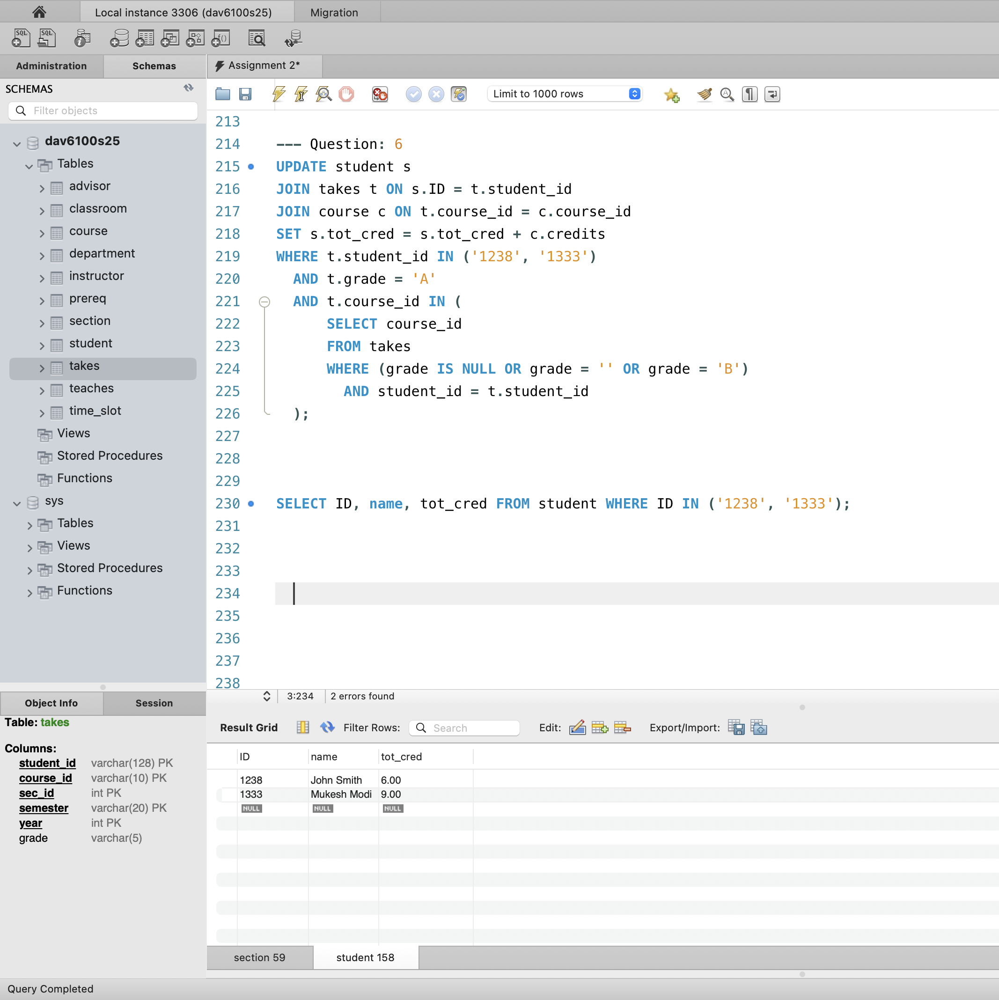 Local instance 3306 (dav6100s25)
Migration
SQL
SQL
Administration
Schemas
Assignment 2*
SCHEMAS
Filter objects
Limit to 1000 rows
dav6100s25
Tables
advisor
classroom
course
department
instructor
prereq
section
student
takes
teaches
time_slot
Views
Stored Procedures
Functions
sys
Tables
Views
Stored Procedures
Functions
213
214 --- Question: 6
215 UPDATE student s
216 JOIN takes t ON s.ID = t.student_id
217 JOIN course c ON t.course_id = c.course_id
218 SET s.tot_cred = s.tot_cred + c.credits
219 WHERE t.student_id IN ('1238', '1333')
220 AND t.grade = 'A'
221 AND t.course_id IN (
222 SELECT course_id
223 FROM takes
224 WHERE (grade IS NULL OR grade = '' OR grade = 'B')
225 AND student_id = t.student_id
226 );
227
228
229
230 SELECT ID, name, tot_cred FROM student WHERE ID IN ('1238', '1333');
231
232
233
234
235
236
237
238
3:234 2 errors found
Object Info
Session
Table: takes
Columns:
student_id varchar(128) PK
course_id varchar(10) PK
sec_id int PK
semester varchar(20) PK
year int PK
grade varchar(5)
Result Grid Filter Rows: Search Edit: Export/Import:
ID name tot_cred
1238 John Smith 6.00
1333 Mukesh Modi 9.00
NULL NULL NULL
section 59
student 158
Query Completed